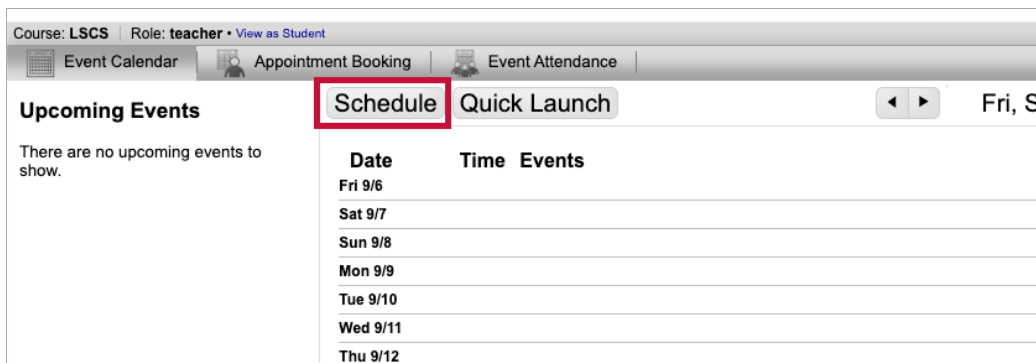 Course: LSCS Role: teacher • View as Student
Event Calendar Appointment Booking Event Attendance
Upcoming Events
There are no upcoming events to
show.
Schedule Quick Launch Fri, S
Date Time Events
Fri 9/6
Sat 9/7
Sun 9/8
Mon 9/9
Tue 9/10
Wed 9/11
Thu 9/12